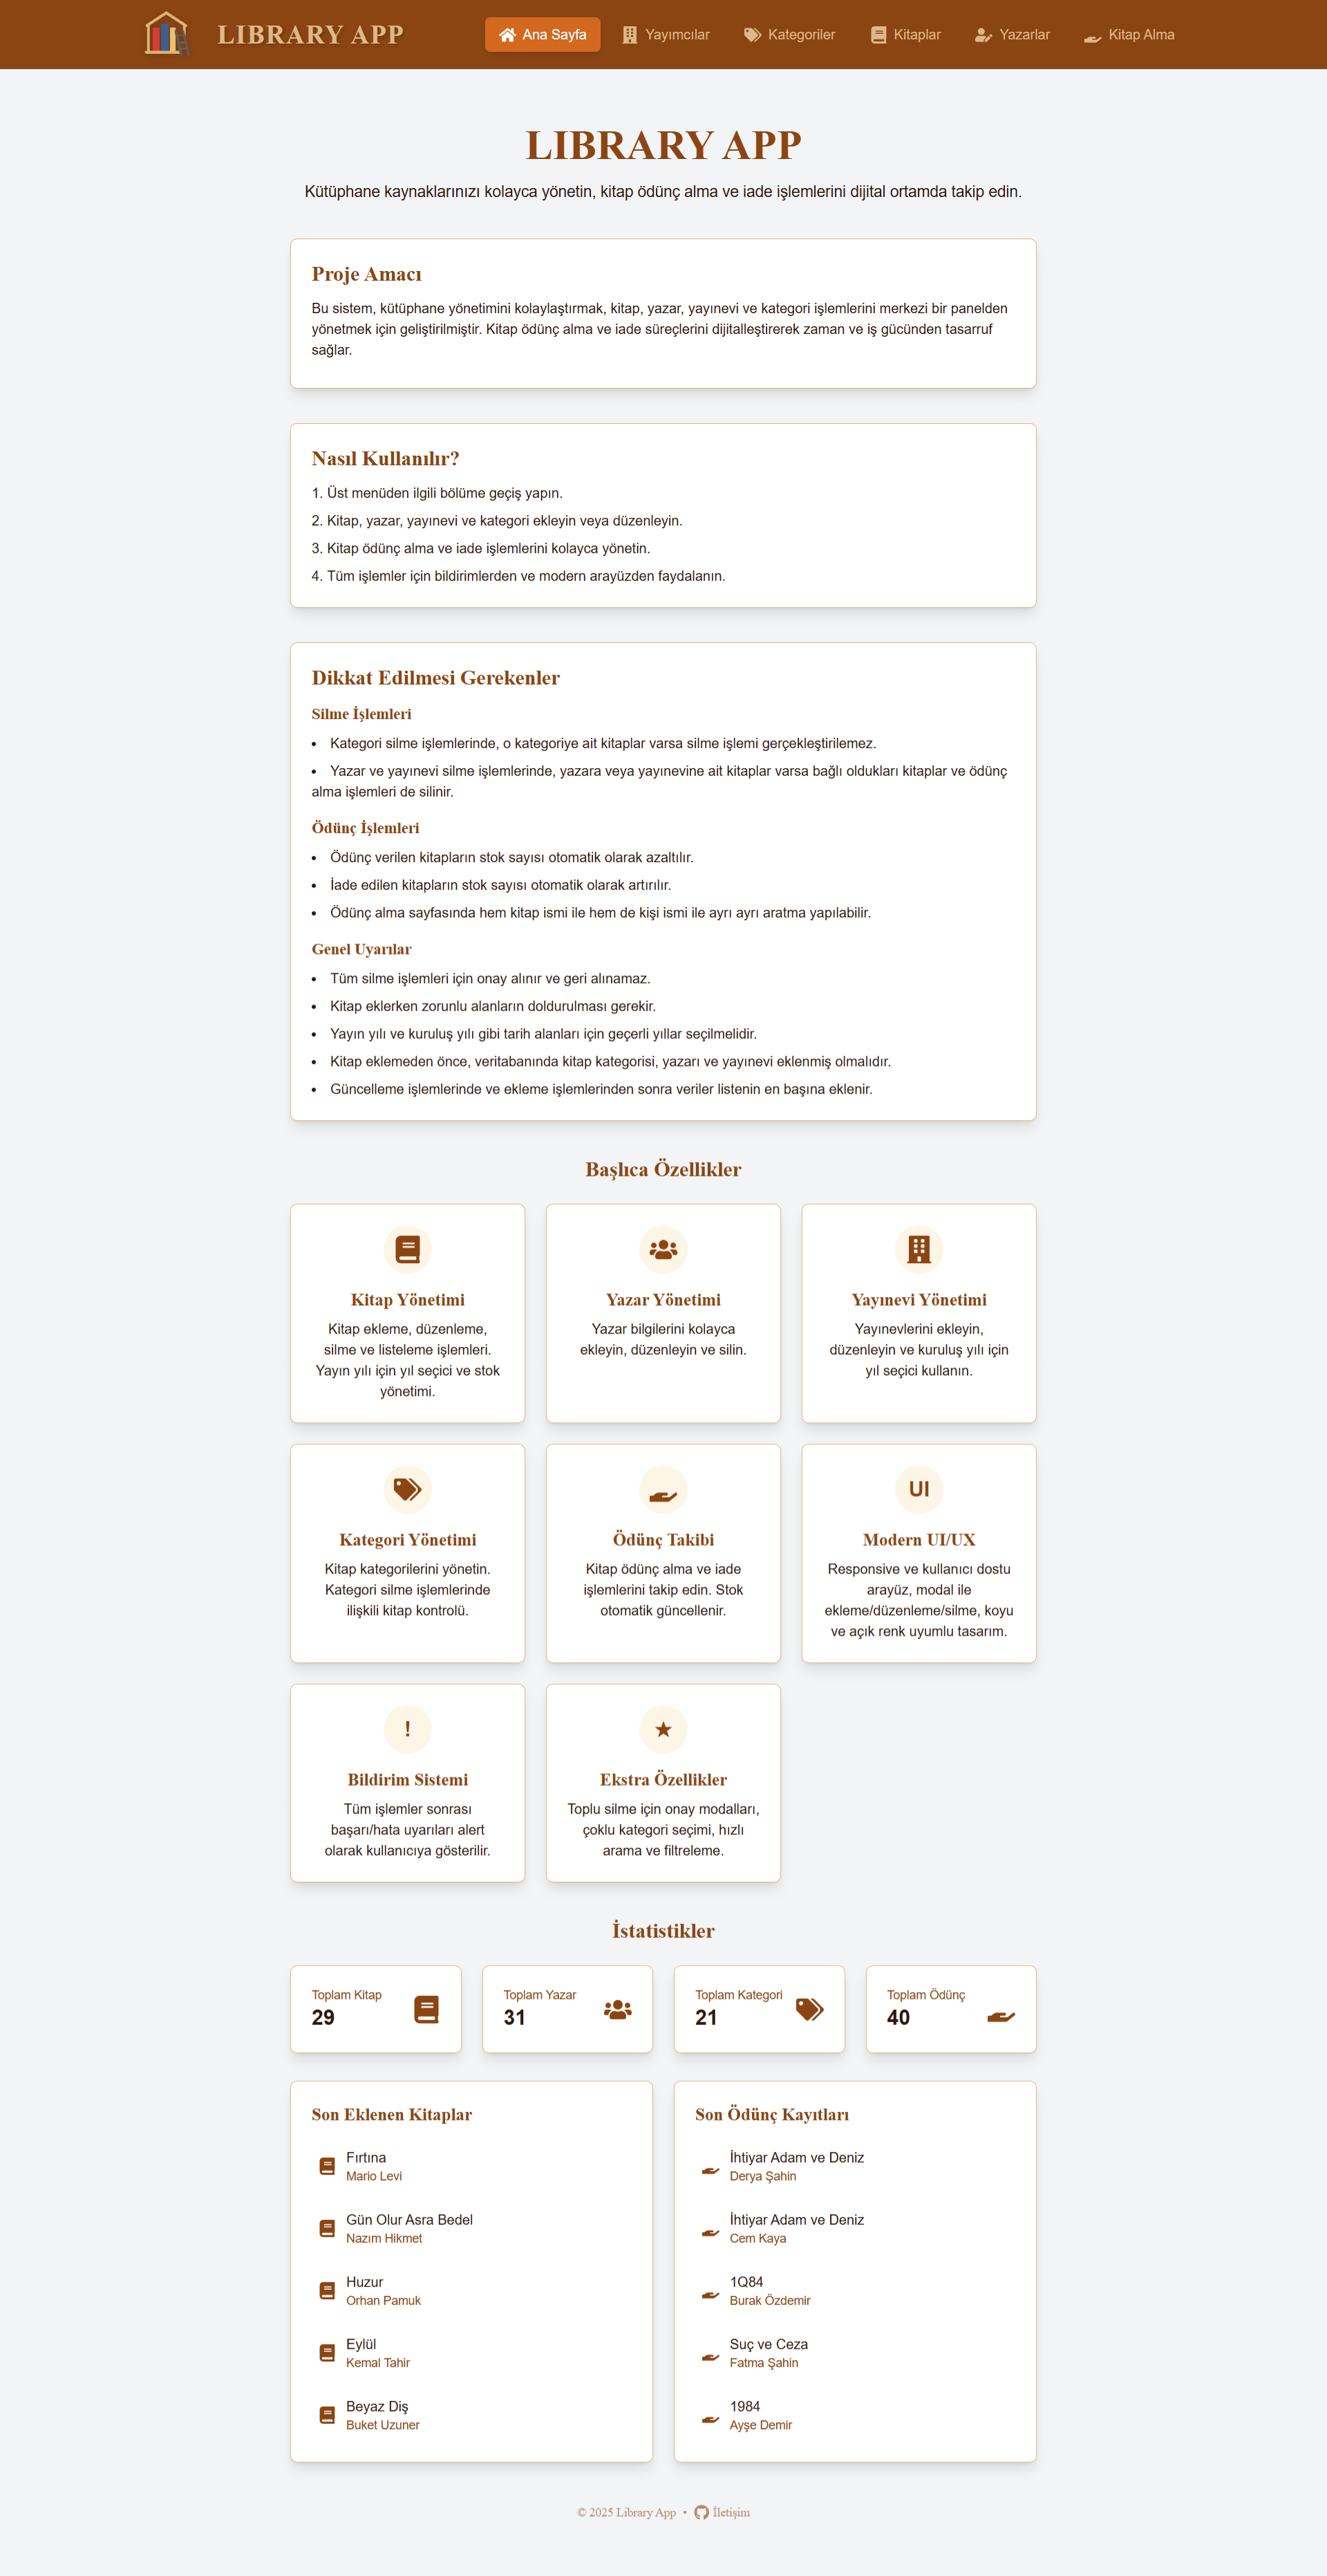 LIBRARY APP
Ana Sayfa
Yayımcılar
Kategoriler
Kitaplar
Yazarlar
Kitap Alma
LIBRARY APP
Kütüphane kaynaklarınızı kolayca yönetin, kitap ödünç alma ve iade işlemlerini dijital ortamda takip edin.
Proje Amacı
Bu sistem, kütüphane yönetimini kolaylaştırmak, kitap, yazar, yayınevi ve kategori işlemlerini merkezi bir panelden
yönetmek için geliştirilmiştir. Kitap ödünç alma ve iade süreçlerini dijitalleştirerek zaman ve iş gücünden tasarruf
sağlar.
Nasıl Kullanılır?
1. Üst menüden ilgili bölüme geçiş yapın.
2. Kitap, yazar, yayınevi ve kategori ekleyin veya düzenleyin.
3. Kitap ödünç alma ve iade işlemlerini kolayca yönetin.
4. Tüm işlemler için bildirimlerden ve modern arayüzden faydalanın.
Dikkat Edilmesi Gerekenler
Silme İşlemleri
• Kategori silme işlemlerinde, o kategoriye ait kitaplar varsa silme işlemi gerçekleştirilemez.
• Yazar ve yayınevi silme işlemlerinde, yazara veya yayınevine ait kitaplar varsa bağlı oldukları kitaplar ve ödünç
alma işlemleri de silinir.
Ödünç İşlemleri
• Ödünç verilen kitapların stok sayısı otomatik olarak azaltılır.
• İade edilen kitapların stok sayısı otomatik olarak artırılır.
• Ödünç alma sayfasında hem kitap ismi ile hem de kişi ismi ile ayrı ayrı aratma yapılabilir.
Genel Uyarılar
• Tüm silme işlemleri için onay alınır ve geri alınamaz.
• Kitap eklerken zorunlu alanların doldurulması gerekir.
• Yayın yılı ve kuruluş yılı gibi tarih alanları için geçerli yıllar seçilmelidir.
• Kitap eklemeden önce, veritabanında kitap kategorisi, yazarı ve yayınevi eklenmiş olmalıdır.
• Güncelleme işlemlerinde ve ekleme işlemlerinden sonra veriler listenin en başına eklenir.
Başlıca Özellikler
Kitap Yönetimi
Kitap ekleme, düzenleme,
silme ve listeleme işlemleri.
Yayın yılı için yıl seçici ve stok
yönetimi.
Yazar Yönetimi
Yazar bilgilerini kolayca
ekleyin, düzenleyin ve silin.
Yayınevi Yönetimi
Yayınevlerini ekleyin,
düzenleyin ve kuruluş yılı için
yıl seçici kullanın.
Kategori Yönetimi
Kitap kategorilerini yönetin.
Kategori silme işlemlerinde
ilişkili kitap kontrolü.
Ödünç Takibi
Kitap ödünç alma ve iade
işlemlerini takip edin. Stok
otomatik güncellenir.
UI
Modern UI/UX
Responsive ve kullanıcı dostu
arayüz, modal ile
ekleme/düzenleme/silme, koyu
ve açık renk uyumlu tasarım.
!
Bildirim Sistemi
Tüm işlemler sonrası
başarı/hata uyarıları alert
olarak kullanıcıya gösterilir.
★
Ekstra Özellikler
Toplu silme için onay modalları,
çoklu kategori seçimi, hızlı
arama ve filtreleme.
İstatistikler
Toplam Kitap
29
Toplam Yazar
31
Toplam Kategori
21
Toplam Ödünç
40
Son Eklenen Kitaplar
Fırtına
Mario Levi
Gün Olur Asra Bedel
Nazım Hikmet
Huzur
Orhan Pamuk
Eylül
Kemal Tahir
Beyaz Diş
Buket Uzuner
Son Ödünç Kayıtları
İhtiyar Adam ve Deniz
Derya Şahin
İhtiyar Adam ve Deniz
Cem Kaya
1Q84
Burak Özdemir
Suç ve Ceza
Fatma Şahin
1984
Ayşe Demir
© 2025 Library App • İletişim